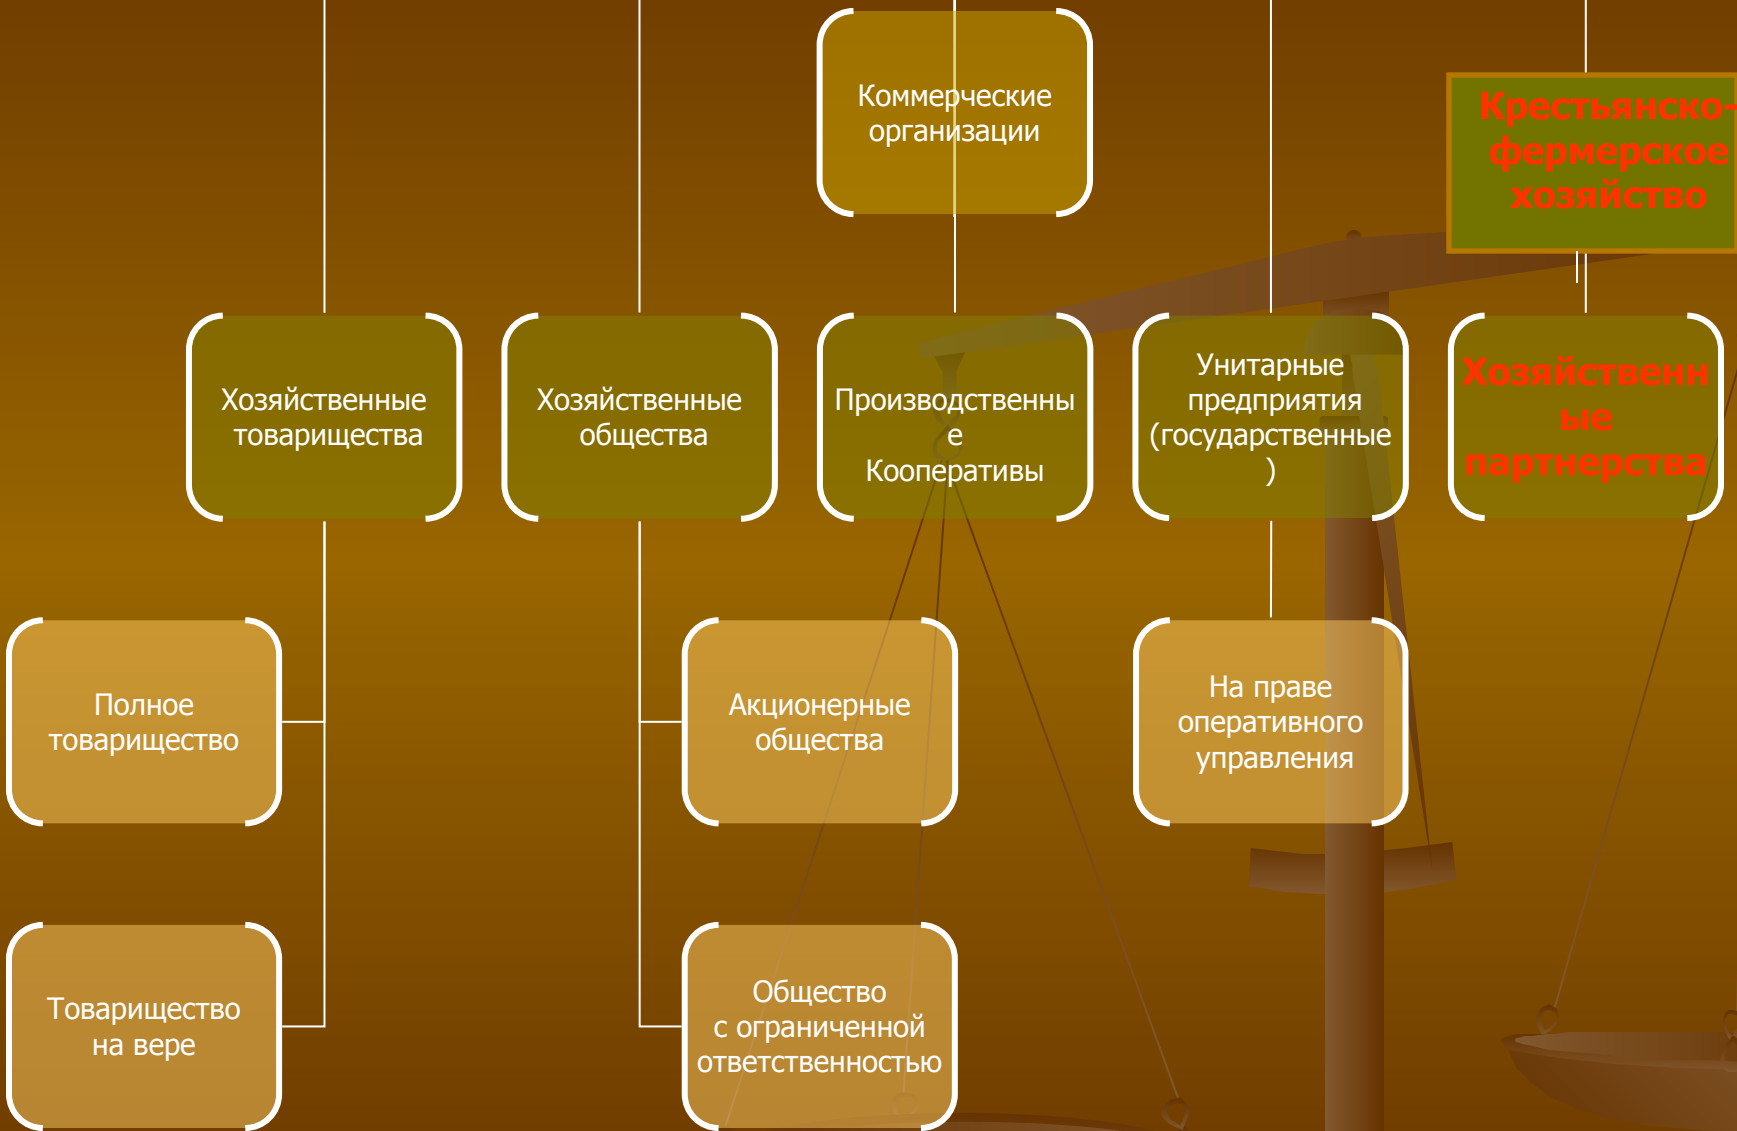 Коммерческие
организации
Крестьянско-
фермерское
хозяйство
Хозяйственные
товарищества
Хозяйственные
общества
Производственны
е
Кооперативы
Унитарные
предприятия
(государственные
)
Хозяйственн
ые
партнерства
Полное
товарищество
Акционерные
общества
На праве
оперативного
управления
Товарищество
на вере
Общество
с ограниченной
ответственностью